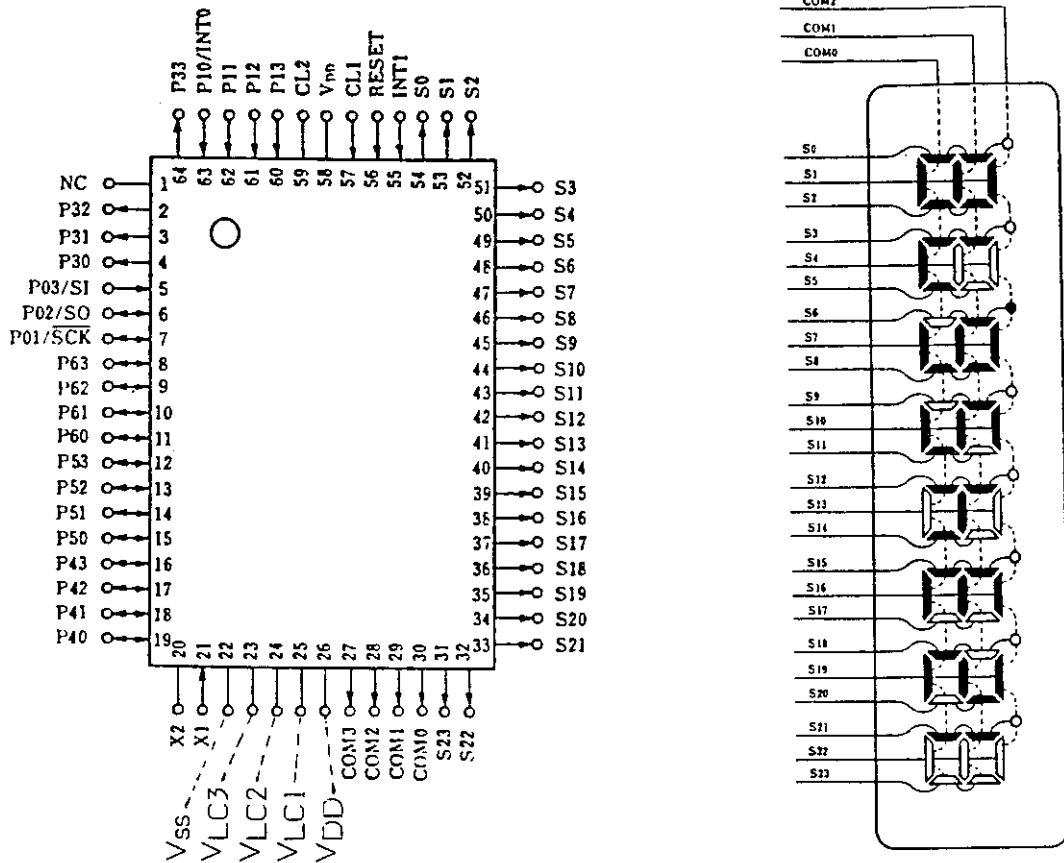 P33 P10/INT0 P11 P12 P13 CL2 VDD CL1 RESET INT1 S0 S1 S2
64 63 62 61 60 59 58 57 56 55 54 53 52
NC 1
P32 2
P31 3
P30 4
P03/SI 5
P02/SO 6
P01/SCK 7
P63 8
P62 9
P61 10
P60 11
P53 12
P52 13
P51 14
P50 15
P43 16
P42 17
P41 18
P40 19
51 S3
50 S4
49 S5
48 S6
47 S7
46 S8
45 S9
44 S10
43 S11
42 S12
41 S13
40 S14
39 S15
38 S16
37 S17
36 S18
35 S19
34 S20
33 S21
20 21 22 23 24 25 26 27 28 29 30 31 32
X2 X1 VSS VLC3 VLC2 VLC1 VDD COM3 COM2 COM1 COM0 S23 S22
COM2
COM1
COM0
S0
S1
S2
S3
S4
S5
S6
S7
S8
S9
S10
S11
S12
S13
S14
S15
S16
S17
S18
S19
S20
S21
S22
S23